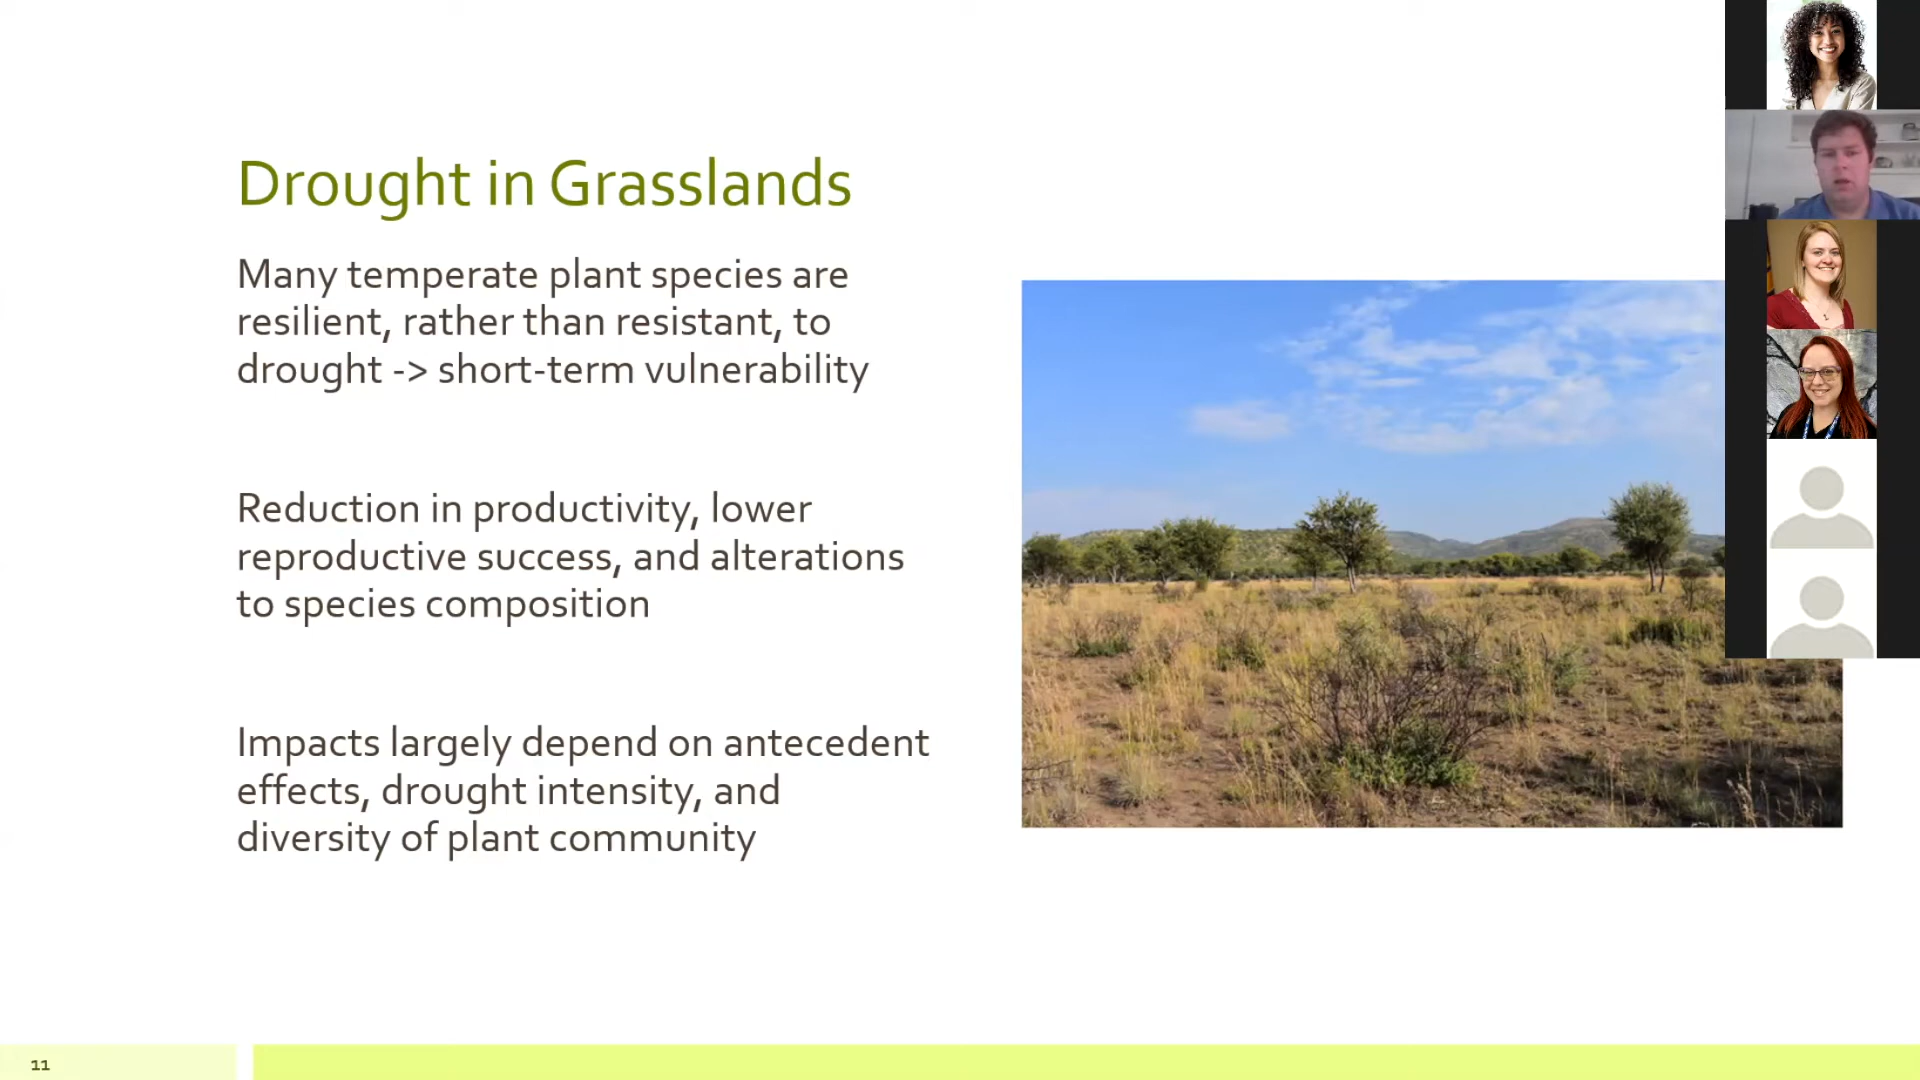 Drought in Grasslands
Many temperate plant species are
resilient, rather than resistant, to
drought -> short-term vulnerability
Reduction in productivity, lower
reproductive success, and alterations
to species composition
Impacts largely depend on antecedent
effects, drought intensity, and
diversity of plant community
11